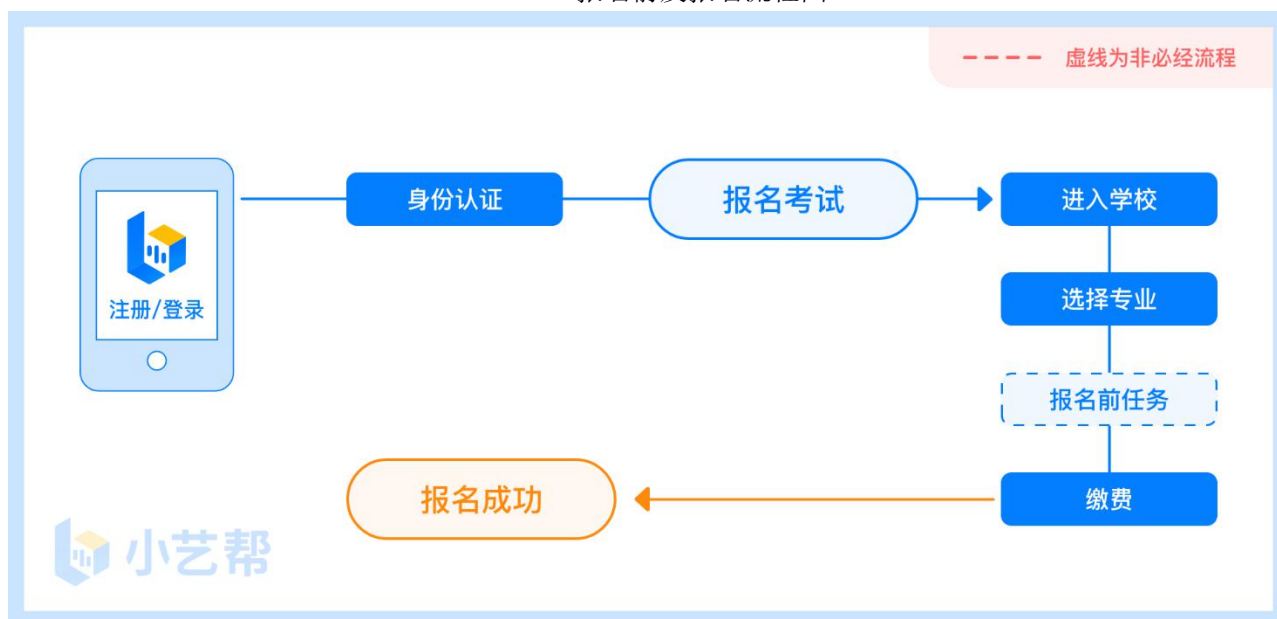 虚线为非必经流程
身份认证
报名考试
进入学校
注册/登录
选择专业
报名前任务
报名成功
缴费
小艺帮